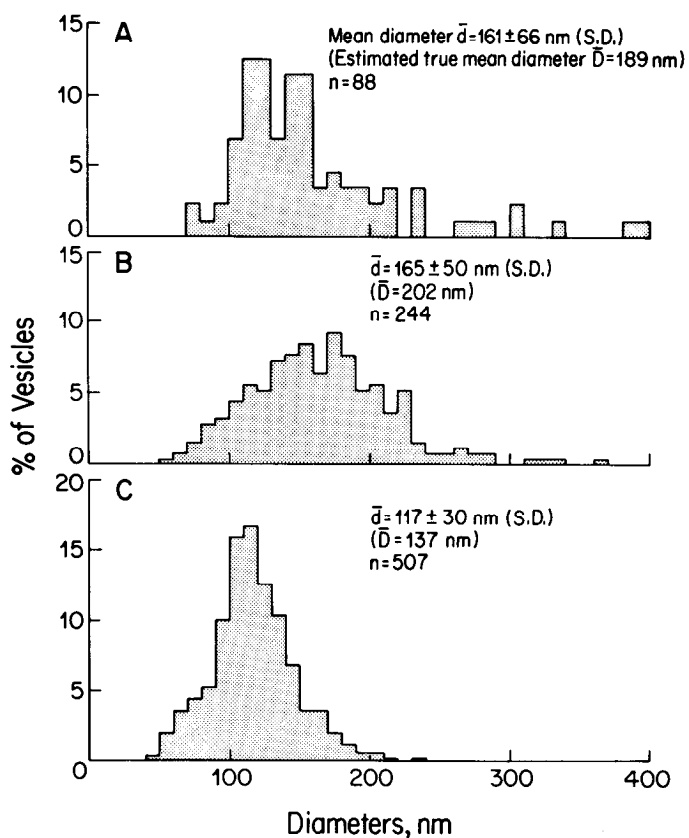 A
Mean diameter d̄=161±66 nm (S.D.)
(Estimated true mean diameter D̄=189 nm)
n=88
15
10
5
0
B
d̄=165±50 nm (S.D.)
(D̄=202 nm)
n=244
15
10
5
0
% of Vesicles
C
d̄=117±30 nm (S.D.)
(D̄=137 nm)
n=507
20
15
10
5
0
0 100 200 300 400
Diameters, nm